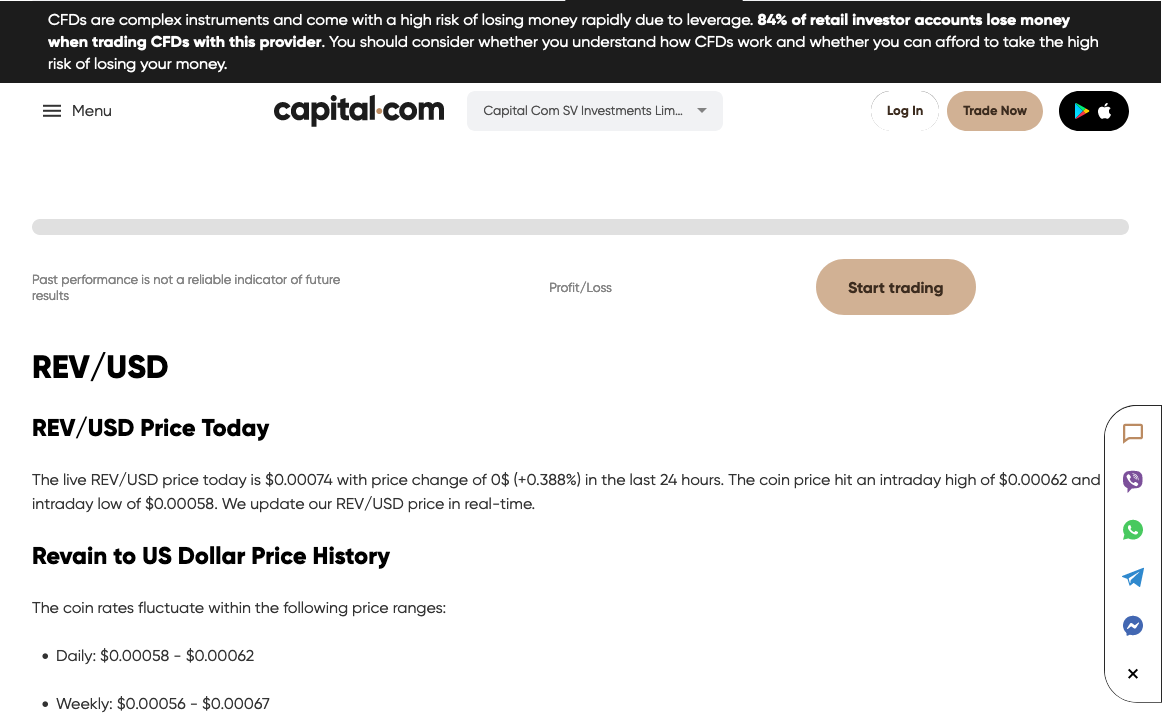 CFDs are complex instruments and come with a high risk of losing money rapidly due to leverage. 84% of retail investor accounts lose money
when trading CFDs with this provider. You should consider whether you understand how CFDs work and whether you can afford to take the high
risk of losing your money.
Menu
capital.com
Capital Com SV Investments Lim...
Log In
Trade Now
Past performance is not a reliable indicator of future
results
Profit/Loss
Start trading
REV/USD
REV/USD Price Today
The live REV/USD price today is $0.00074 with price change of 0$ (+0.388%) in the last 24 hours. The coin price hit an intraday high of $0.00062 and
intraday low of $0.00058. We update our REV/USD price in real-time.
Revain to US Dollar Price History
The coin rates fluctuate within the following price ranges:
• Daily: $0.00058 - $0.00062
• Weekly: $0.00056 - $0.00067